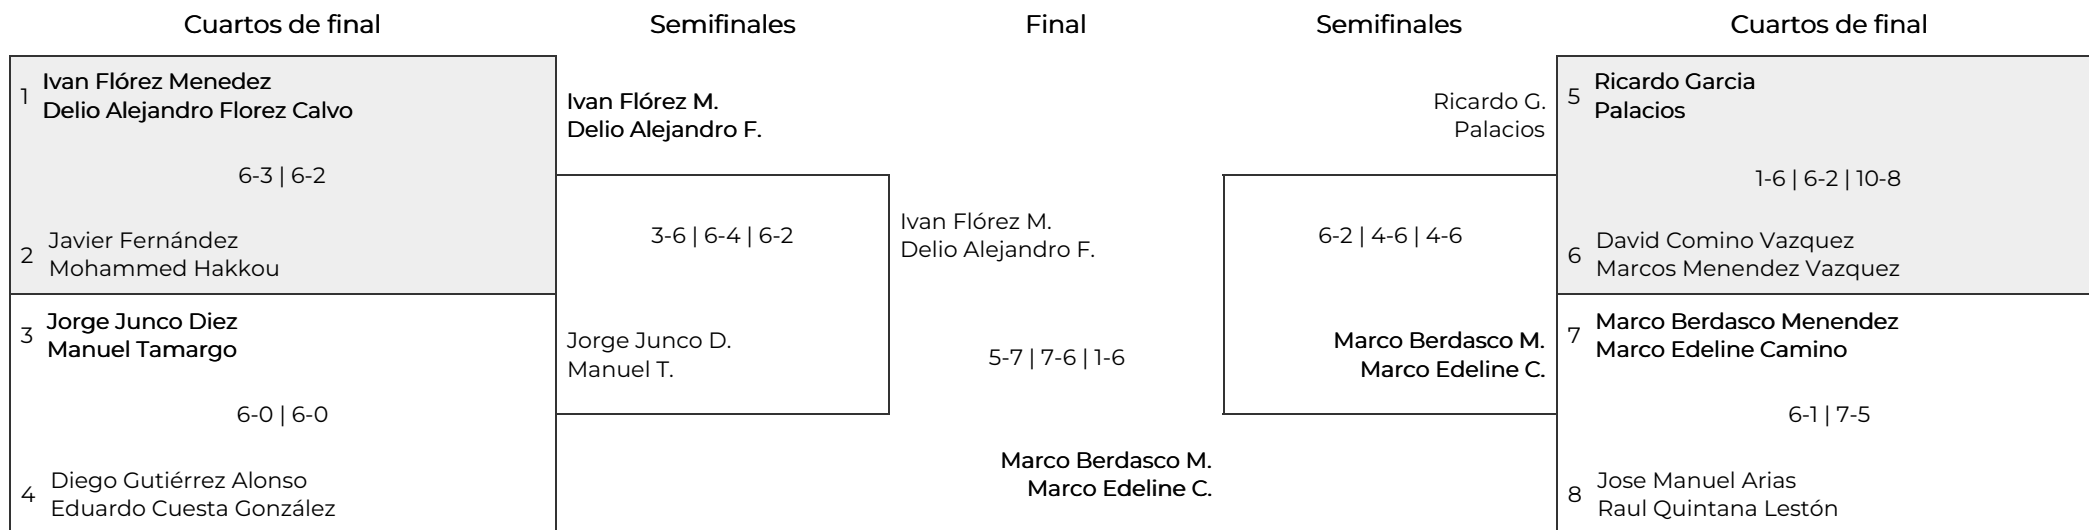 Cuartos de final
Semifinales
Final
Semifinales
Cuartos de final
1
Ivan Flórez Menedez
Delio Alejandro Florez Calvo
6-3 | 6-2
2
Javier Fernández
Mohammed Hakkou
3
Jorge Junco Diez
Manuel Tamargo
6-0 | 6-0
4
Diego Gutiérrez Alonso
Eduardo Cuesta González
Ivan Flórez M.
Delio Alejandro F.
3-6 | 6-4 | 6-2
Jorge Junco D.
Manuel T.
Ivan Flórez M.
Delio Alejandro F.
5-7 | 7-6 | 1-6
Marco Berdasco M.
Marco Edeline C.
Ricardo G.
Palacios
6-2 | 4-6 | 4-6
Marco Berdasco M.
Marco Edeline C.
5
Ricardo Garcia
Palacios
1-6 | 6-2 | 10-8
6
David Comino Vazquez
Marcos Menendez Vazquez
7
Marco Berdasco Menendez
Marco Edeline Camino
6-1 | 7-5
8
Jose Manuel Arias
Raul Quintana Lestón